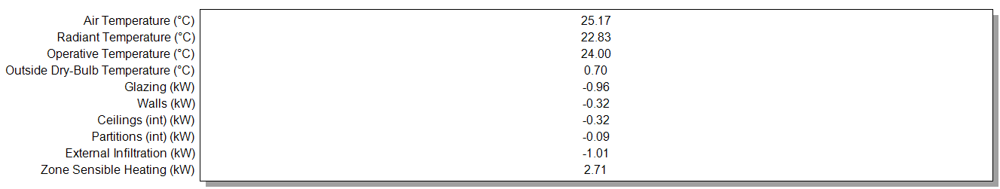 Air Temperature (°C) 25.17
Radiant Temperature (°C) 22.83
Operative Temperature (°C) 24.00
Outside Dry-Bulb Temperature (°C) 0.70
Glazing (kW) -0.96
Walls (kW) -0.32
Ceilings (int) (kW) -0.32
Partitions (int) (kW) -0.09
External Infiltration (kW) -1.01
Zone Sensible Heating (kW) 2.71